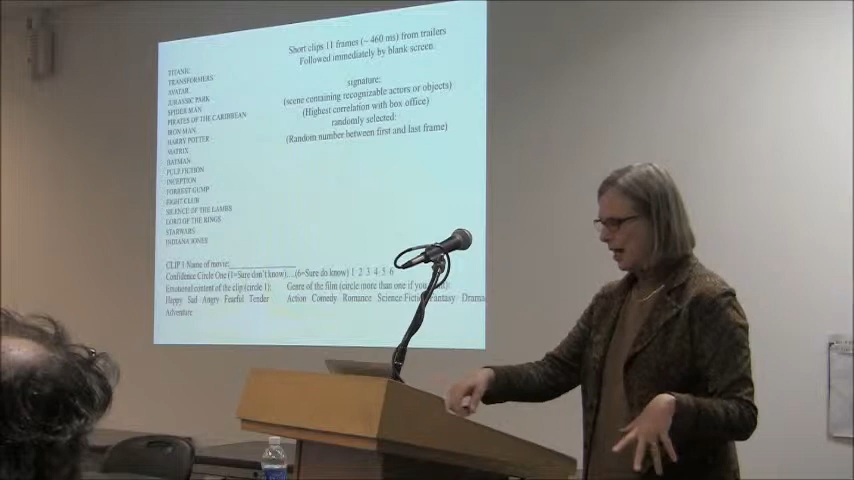 Short clips 11 frames (~ 460 ms) from trailers
Followed immediately by blank screen.
signature:
(scene containing recognizable actors or objects)
(Highest correlation with box office)
randomly selected:
(Random number between first and last frame)
TITANIC
TRANSFORMERS
AVATAR
JURASSIC PARK
SPIDER MAN
PIRATES OF THE CARIBBEAN
IRON MAN
HARRY POTTER
MATRIX
BATMAN
PULP FICTION
INCEPTION
FORREST GUMP
FIGHT CLUB
SILENCE OF THE LAMBS
LORD OF THE RINGS
STARWARS
INDIANA JONES
CLIP 1 Name of movie:
Confidence Circle One (1=Sure don't know)....(6=Sure do know) 1 2 3 4 5 6
Emotional content of the clip (circle 1): Genre of the film (circle more than one if you):
Happy Sad Angry Fearful Tender Action Comedy Romance Science-Fiction Fantasy Drama
Adventure